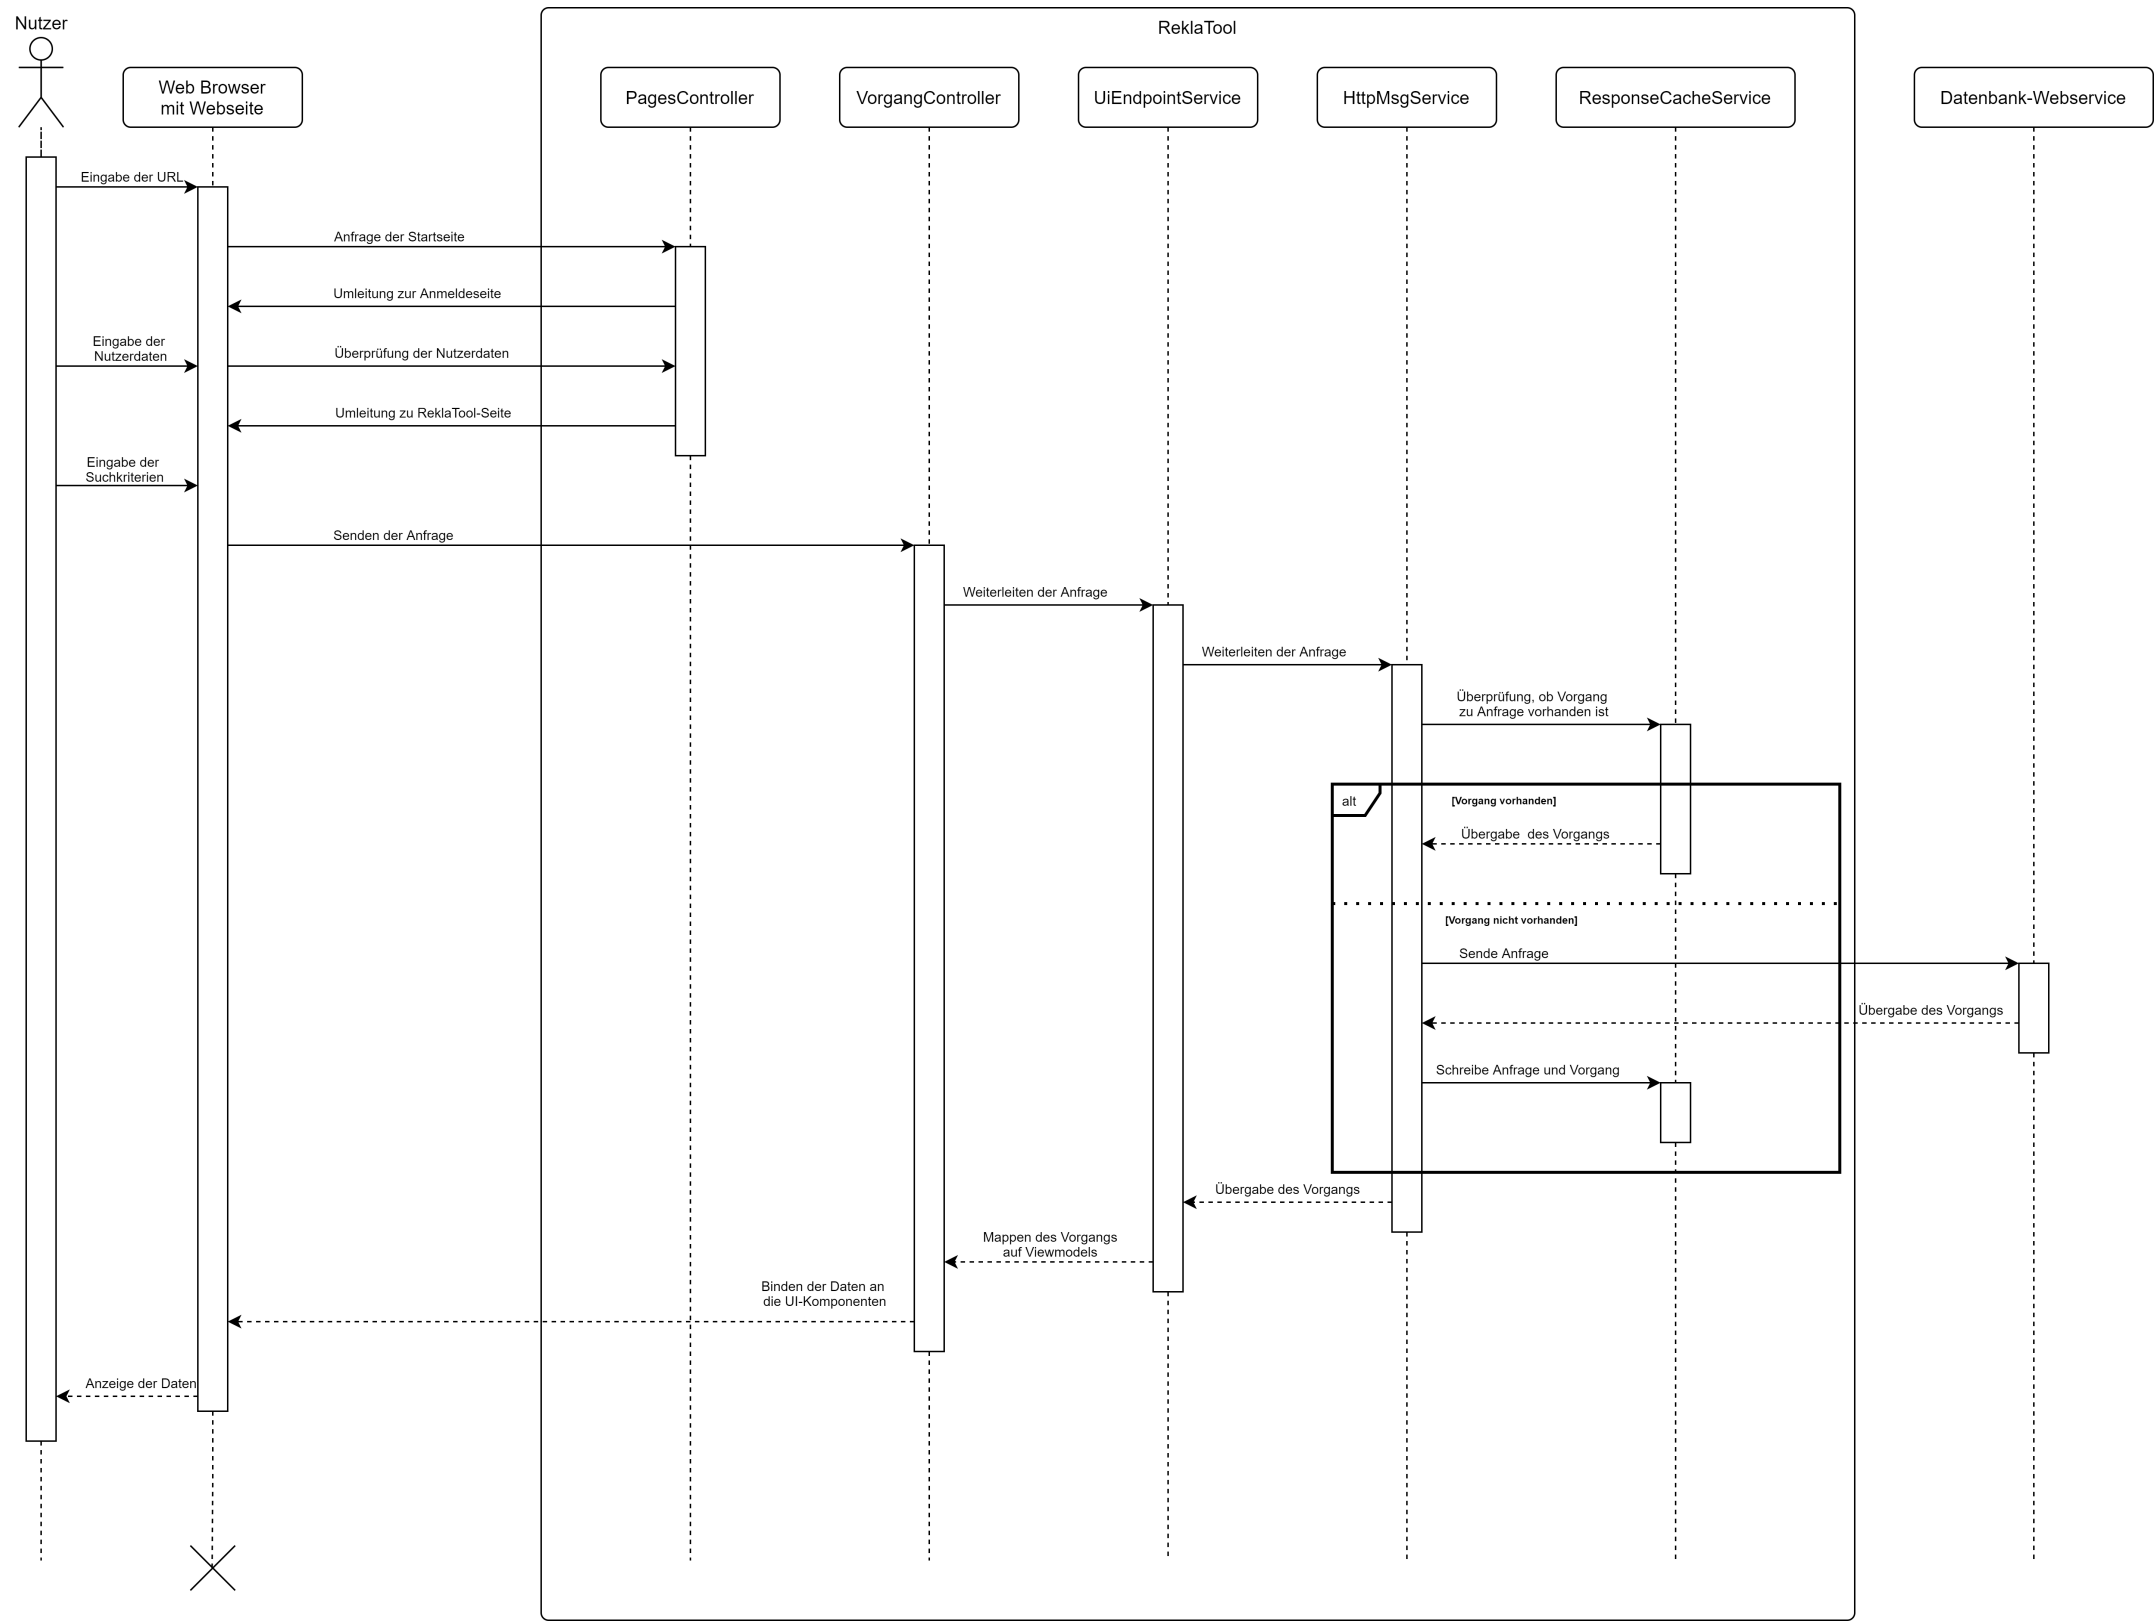 Nutzer
ReklaTool
Web Browser
mit Webseite
PagesController
VorgangController
UiEndpointService
HttpMsgService
ResponseCacheService
Datenbank-Webservice
Eingabe der URL
Anfrage der Startseite
Umleitung zur Anmeldeseite
Eingabe der
Nutzerdaten
Überprüfung der Nutzerdaten
Umleitung zu ReklaTool-Seite
Eingabe der
Suchkriterien
Senden der Anfrage
Weiterleiten der Anfrage
Weiterleiten der Anfrage
Überprüfung, ob Vorgang
zu Anfrage vorhanden ist
alt
[Vorgang vorhanden]
Übergabe  des Vorgangs
[Vorgang nicht vorhanden]
Sende Anfrage
Übergabe des Vorgangs
Schreibe Anfrage und Vorgang
Übergabe des Vorgangs
Mappen des Vorgangs
auf Viewmodels
Binden der Daten an
die UI-Komponenten
Anzeige der Daten